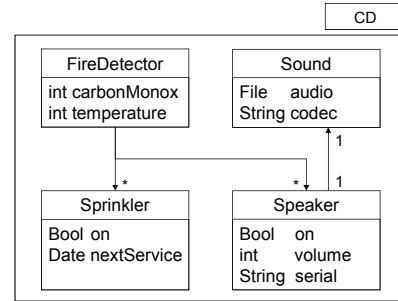 CD
FireDetector
int carbonMonox
int temperature
Sound
File audio
String codec
1
* * 1
Sprinkler
Bool on
Date nextService
Speaker
Bool on
int volume
String serial